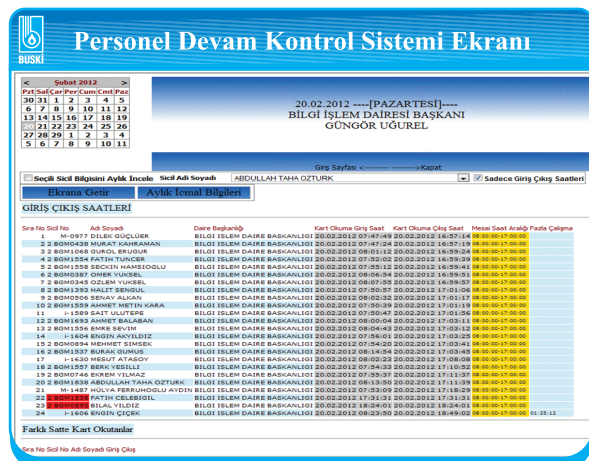 BUSKİ
Personel Devam Kontrol Sistemi Ekranı
< Şubat 2012 >
Pzt Sal Çar Per Cum Cmt Paz
30 31 1 2 3 4 5
6 7 8 9 10 11 12
13 14 15 16 17 18 19
20 21 22 23 24 25 26
27 28 29 1 2 3 4
5 6 7 8 9 10 11
20.02.2012 ----[PAZARTESİ]----
BİLGİ İŞLEM DAİRESİ BAŞKANI
GÜNGÖR UĞUREL
Giriş Sayfası <-------- -------->Kapat
Seçili Sicil Bilgisini Aylık İncele Sicil Adi Soyadı ABDULLAH TAHA OZTURK Sadece Giriş Çıkış Saatleri
Ekrana Getir Aylık İcmal Bilgileri
GİRİŞ ÇIKIŞ SAATLERİ
Sıra No Sicil No Adı Soyadı Daire Başkanlığı Kart Okuma Giriş Saat Kart Okuma Çıkış Saat Mesai Saat Aralığı Fazla Çalışma
1 M-0977 DILEK GÜÇLÜER BILGI ISLEM DAIRE BASKANLIGI 20.02.2012 07:47:49 20.02.2012 16:57:14 08:00:00-17:00:00
2 2 BGM0438 MURAT KAHRAMAN BILGI ISLEM DAIRE BASKANLIGI 20.02.2012 07:47:24 20.02.2012 16:57:19 08:00:00-17:00:00
3 2 BGM1068 GUROL ERUGUR BILGI ISLEM DAIRE BASKANLIGI 20.02.2012 08:01:12 20.02.2012 16:59:24 08:00:00-17:00:00
4 2 BGM1554 FATIH TUNCER BILGI ISLEM DAIRE BASKANLIGI 20.02.2012 07:52:02 20.02.2012 16:59:39 08:00:00-17:00:00
5 2 BGM1558 SECKIN HAMSIOGLU BILGI ISLEM DAIRE BASKANLIGI 20.02.2012 07:55:12 20.02.2012 16:59:41 08:00:00-17:00:00
6 2 BGM0387 OMER YUKSEL BILGI ISLEM DAIRE BASKANLIGI 20.02.2012 08:06:54 20.02.2012 16:59:51 08:00:00-17:00:00
7 2 BGM0345 OZLEM YUKSEL BILGI ISLEM DAIRE BASKANLIGI 20.02.2012 08:07:55 20.02.2012 16:59:57 08:00:00-17:00:00
8 2 BGM1393 HALIT SENGUL BILGI ISLEM DAIRE BASKANLIGI 20.02.2012 07:50:57 20.02.2012 17:01:06 08:00:00-17:00:00
9 2 BGM0506 SENAY ALKAN BILGI ISLEM DAIRE BASKANLIGI 20.02.2012 08:02:32 20.02.2012 17:01:17 08:00:00-17:00:00
10 2 BGM1559 AHMET METIN KARA BILGI ISLEM DAIRE BASKANLIGI 20.02.2012 07:50:39 20.02.2012 17:01:19 08:00:00-17:00:00
11 i-1589 SAIT ULUTEPE BILGI ISLEM DAIRE BASKANLIGI 20.02.2012 07:50:47 20.02.2012 17:01:56 08:00:00-17:00:00
12 2 BGM1693 AHMET BALABAN BILGI ISLEM DAIRE BASKANLIGI 20.02.2012 08:00:04 20.02.2012 17:03:11 08:00:00-17:00:00
13 2 BGM1556 EMRE SEVIM BILGI ISLEM DAIRE BASKANLIGI 20.02.2012 08:04:43 20.02.2012 17:03:12 08:00:00-17:00:00
14 i-1604 ENGIN AKYILDIZ BILGI ISLEM DAIRE BASKANLIGI 20.02.2012 07:56:01 20.02.2012 17:03:25 08:00:00-17:00:00
15 2 BGM0894 MEHMET SIMSEK BILGI ISLEM DAIRE BASKANLIGI 20.02.2012 07:54:20 20.02.2012 17:03:41 08:00:00-17:00:00
16 2 BGM1537 BURAK GUMUS BILGI ISLEM DAIRE BASKANLIGI 20.02.2012 08:14:54 20.02.2012 17:03:45 08:00:00-17:00:00
17 i-1630 MESUT ATASOY BILGI ISLEM DAIRE BASKANLIGI 20.02.2012 08:02:23 20.02.2012 17:08:08 08:00:00-17:00:00
18 2 BGM1557 BERK YESILLI BILGI ISLEM DAIRE BASKANLIGI 20.02.2012 07:54:33 20.02.2012 17:10:52 08:00:00-17:00:00
19 2 BGM0746 EKREM YILMAZ BILGI ISLEM DAIRE BASKANLIGI 20.02.2012 07:55:37 20.02.2012 17:11:37 08:00:00-17:00:00
20 2 BGM1838 ABDULLAH TAHA OZTURK BILGI ISLEM DAIRE BASKANLIGI 20.02.2012 08:13:50 20.02.2012 17:11:39 08:00:00-17:00:00
21 M-1487 HÜLYA FERRUHOGLU AYDIN BILGI ISLEM DAIRE BASKANLIGI 20.02.2012 07:53:09 20.02.2012 17:18:29 08:00:00-17:00:00
22 2 BGM1538 FATIH CELEBIGIL BILGI ISLEM DAIRE BASKANLIGI 20.02.2012 17:31:31 20.02.2012 17:31:31 08:00:00-17:00:00
23 2 BGM0890 BILAL YILDIZ BILGI ISLEM DAIRE BASKANLIGI 20.02.2012 18:24:01 20.02.2012 18:24:01 08:00:00-17:00:00
24 i-1606 ENGIN ÇIÇEK BILGI ISLEM DAIRE BASKANLIGI 20.02.2012 08:23:50 20.02.2012 18:49:02 08:00:00-17:00:00 01:25:12
Farklı Satte Kart Okutanlar
Sıra No Sicil No Adı Soyadı Giriş Çıkış